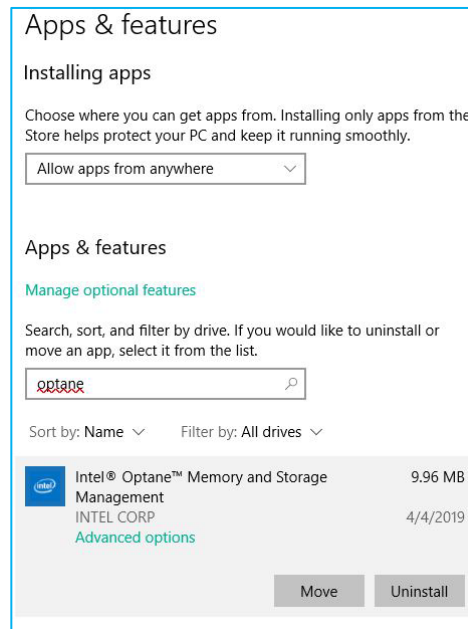 Apps & features
Installing apps
Choose where you can get apps from. Installing only apps from the
Store helps protect your PC and keep it running smoothly.
Allow apps from anywhere
Apps & features
Manage optional features
Search, sort, and filter by drive. If you would like to uninstall or
move an app, select it from the list.
optane
Sort by: Name Filter by: All drives
intel Intel® Optane™ Memory and Storage 9.96 MB
Management
INTEL CORP 4/4/2019
Advanced options
Move Uninstall